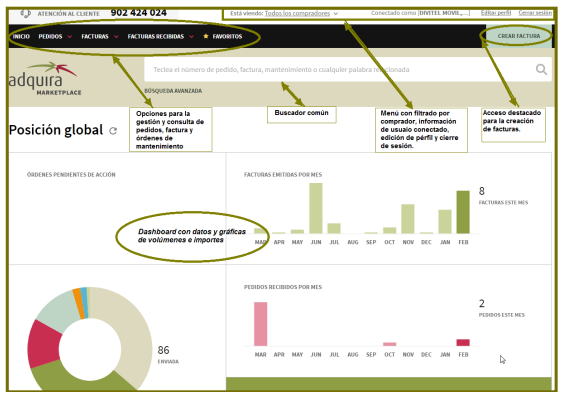 ATENCIÓN AL CLIENTE 902 424 024 Está viendo: Todos los compradores Conectado como [DIVITEL MOVIL,...] Editar perfil Cerrar sesión
INICIO PEDIDOS FACTURAS FACTURAS RECIBIDAS FAVORITOS CREAR FACTURA
adquira
MARKETPLACE
Teclea el número de pedido, factura, mantenimiento o cualquier palabra relacionada
BÚSQUEDA AVANZADA
Opciones para la
gestión y consulta de
pedidos, factura y
órdenes de
mantenimiento
Buscador común
Menú con filtrado por
comprador, información
de usuaio conectado,
edición de pérfil y cierre
de sesión.
Acceso destacado
para la creación
de facturas.
Posición global
ÓRDENES PENDIENTES DE ACCIÓN
FACTURAS EMITIDAS POR MES
8
FACTURAS ESTE MES
MAR APR MAY JUN JUL AUG SEP OCT NOV DEC JAN FEB
Dashboard con datos y gráficas
de volúmenes e importes
PEDIDOS RECIBIDOS POR MES
2
PEDIDOS ESTE MES
MAR APR MAY JUN JUL AUG SEP OCT NOV DEC JAN FEB
86
ENVIADA